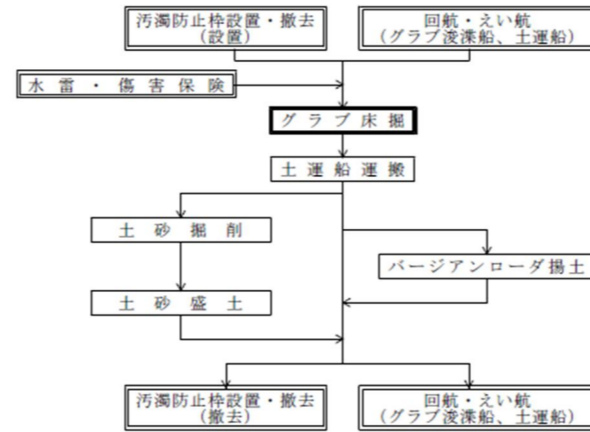 汚濁防止枠設置・撤去
(設置)
回航・えい航
(グラブ浚渫船、土運船)
水雷・傷害保険
グラブ床掘
土運船運搬
土砂掘削
バージアンローダ揚土
土砂盛土
汚濁防止枠設置・撤去
(撤去)
回航・えい航
(グラブ浚渫船、土運船)